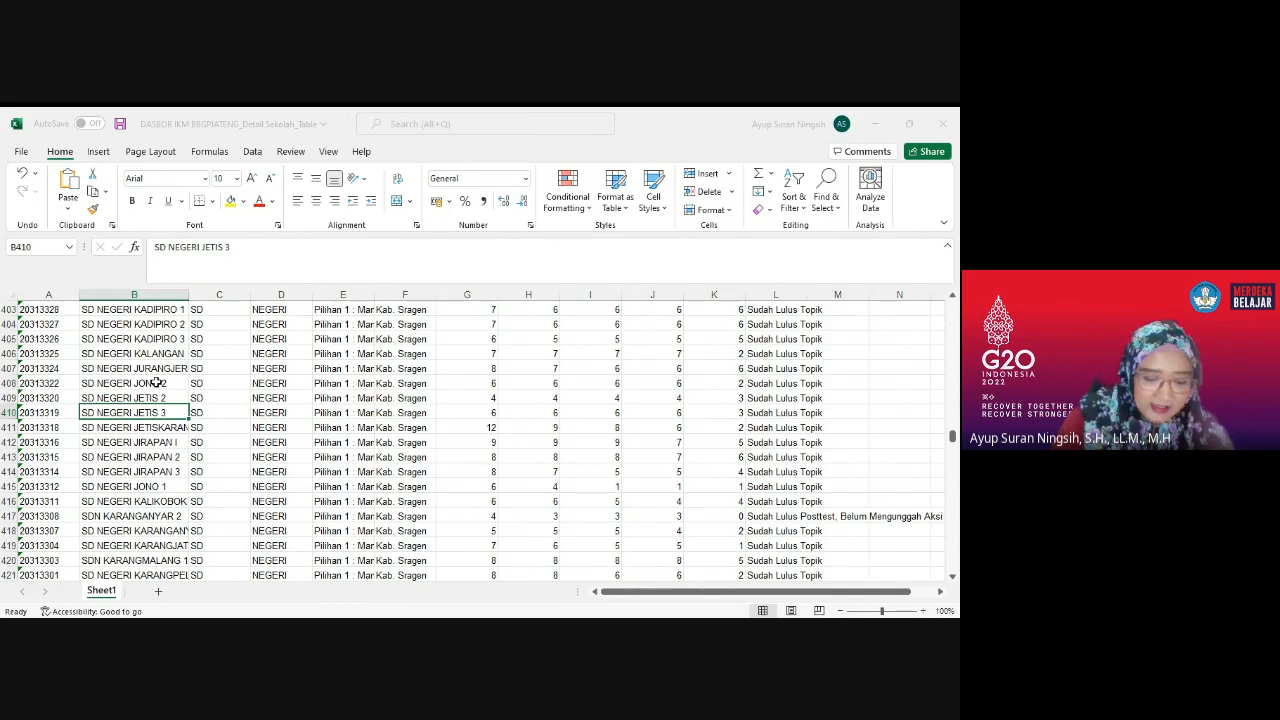 AutoSave Off DASBOR IKM BBGPJATENG_Detail Sekolah_Table Search (Alt+Q) Ayup Suran Ningsih AS
File Home Insert Page Layout Formulas Data Review View Help Comments Share
Paste Arial 10 General Conditional Formatting Format as Table Cell Styles Insert Delete Format Sort & Filter Find & Select Analyze Data
Undo Clipboard Font Alignment Number Styles Cells Editing Analysis
B410 fx SD NEGERI JETIS 3
A B C D E F G H I J K L M N
403 20313328 SD NEGERI KADIPIRO 1 SD NEGERI Pilihan 1 : Mar Kab. Sragen 7 6 6 6 6 Sudah Lulus Topik
404 20313327 SD NEGERI KADIPIRO 2 SD NEGERI Pilihan 1 : Mar Kab. Sragen 7 6 6 6 6 Sudah Lulus Topik
405 20313326 SD NEGERI KADIPIRO 3 SD NEGERI Pilihan 1 : Mar Kab. Sragen 6 5 5 5 5 Sudah Lulus Topik
406 20313325 SD NEGERI KALANGAN SD NEGERI Pilihan 1 : Mar Kab. Sragen 7 7 7 7 2 Sudah Lulus Topik
407 20313324 SD NEGERI JURANGJER SD NEGERI Pilihan 1 : Mar Kab. Sragen 8 7 6 6 6 Sudah Lulus Topik
408 20313322 SD NEGERI JONO 2 SD NEGERI Pilihan 1 : Mar Kab. Sragen 6 6 6 6 2 Sudah Lulus Topik
409 20313320 SD NEGERI JETIS 2 SD NEGERI Pilihan 1 : Mar Kab. Sragen 4 4 4 4 3 Sudah Lulus Topik
410 20313319 SD NEGERI JETIS 3 SD NEGERI Pilihan 1 : Mar Kab. Sragen 6 6 6 6 3 Sudah Lulus Topik
411 20313318 SD NEGERI JETISKARAN SD NEGERI Pilihan 1 : Mar Kab. Sragen 12 9 8 6 2 Sudah Lulus Topik
412 20313316 SD NEGERI JIRAPAN I SD NEGERI Pilihan 1 : Mar Kab. Sragen 9 9 9 7 5 Sudah Lulus Topik
413 20313315 SD NEGERI JIRAPAN 2 SD NEGERI Pilihan 1 : Mar Kab. Sragen 8 8 8 7 6 Sudah Lulus Topik
414 20313314 SD NEGERI JIRAPAN 3 SD NEGERI Pilihan 1 : Mar Kab. Sragen 8 7 5 5 4 Sudah Lulus Topik
415 20313312 SD NEGERI JONO 1 SD NEGERI Pilihan 1 : Mar Kab. Sragen 6 4 1 1 1 Sudah Lulus Topik
416 20313311 SD NEGERI KALIKOBOK SD NEGERI Pilihan 1 : Mar Kab. Sragen 6 6 5 4 4 Sudah Lulus Topik
417 20313308 SDN KARANGANYAR 2 SD NEGERI Pilihan 1 : Mar Kab. Sragen 4 3 3 3 0 Sudah Lulus Posttest, Belum Mengunggah Aksi
418 20313307 SD NEGERI KARANGANY SD NEGERI Pilihan 1 : Mar Kab. Sragen 5 5 5 4 2 Sudah Lulus Topik
419 20313304 SD NEGERI KARANGJAT SD NEGERI Pilihan 1 : Mar Kab. Sragen 7 6 5 5 1 Sudah Lulus Topik
420 20313303 SDN KARANGMALANG 1 SD NEGERI Pilihan 1 : Mar Kab. Sragen 8 8 8 8 5 Sudah Lulus Topik
421 20313301 SD NEGERI KARANGPEL SD NEGERI Pilihan 1 : Mar Kab. Sragen 8 8 6 6 2 Sudah Lulus Topik
Sheet1
Ready Accessibility: Good to go 100%
MERDEKA
BELAJAR
G20
INDONESIA
2022
RECOVER TOGETHER
RECOVER STRONGER
Ayup Suran Ningsih, S.H., LL.M., M.H